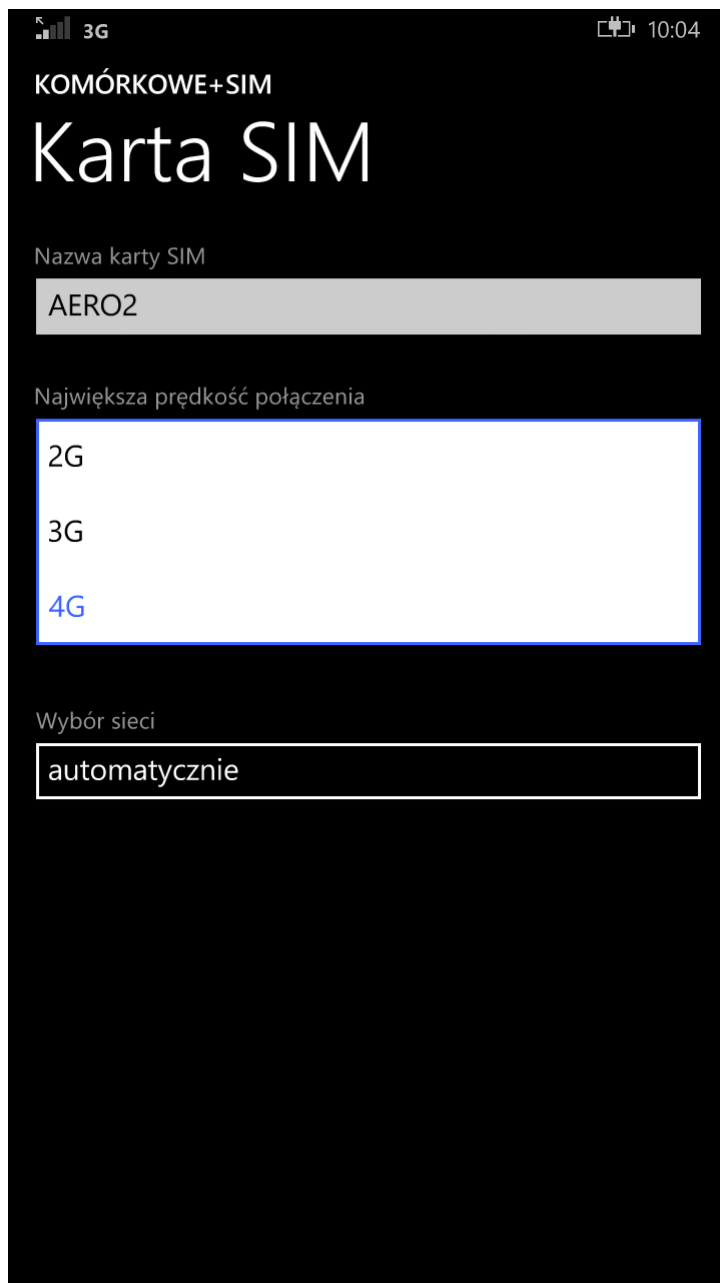 3G 10:04
KOMÓRKOWE+SIM
Karta SIM
Nazwa karty SIM
AERO2
Największa prędkość połączenia
2G
3G
4G
Wybór sieci
automatycznie